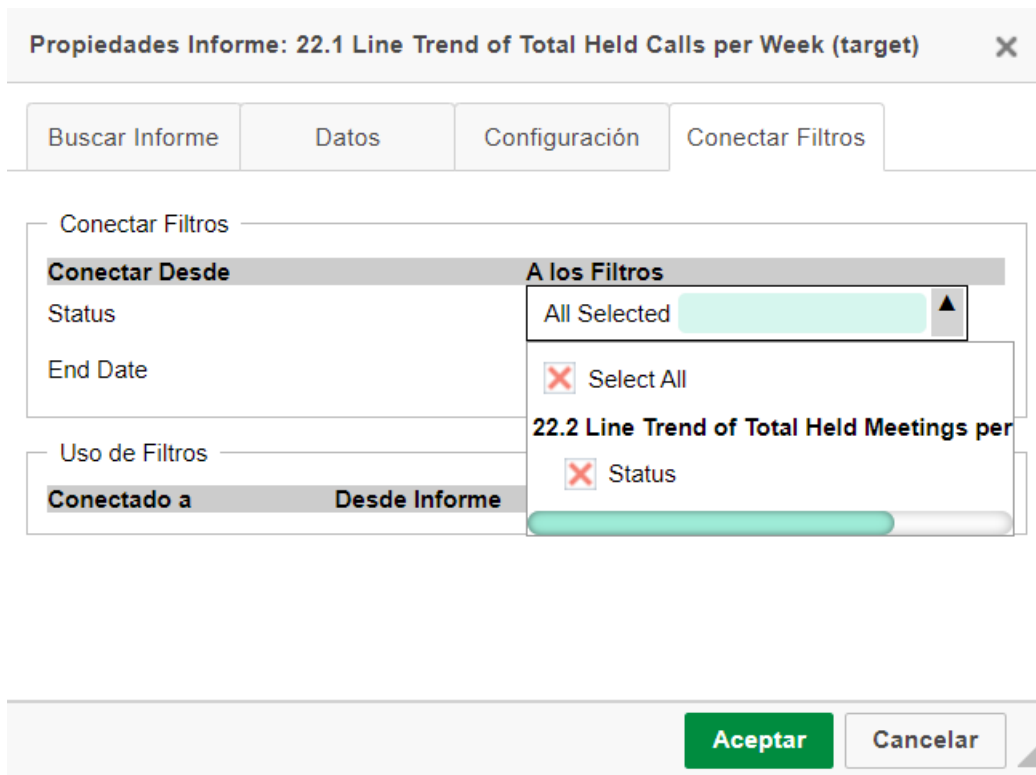 Propiedades Informe: 22.1 Line Trend of Total Held Calls per Week (target)
Buscar Informe Datos Configuración Conectar Filtros
Conectar Filtros
Conectar Desde A los Filtros
Status All Selected
End Date
Select All
22.2 Line Trend of Total Held Meetings per
Status
Uso de Filtros
Conectado a Desde Informe
Aceptar Cancelar